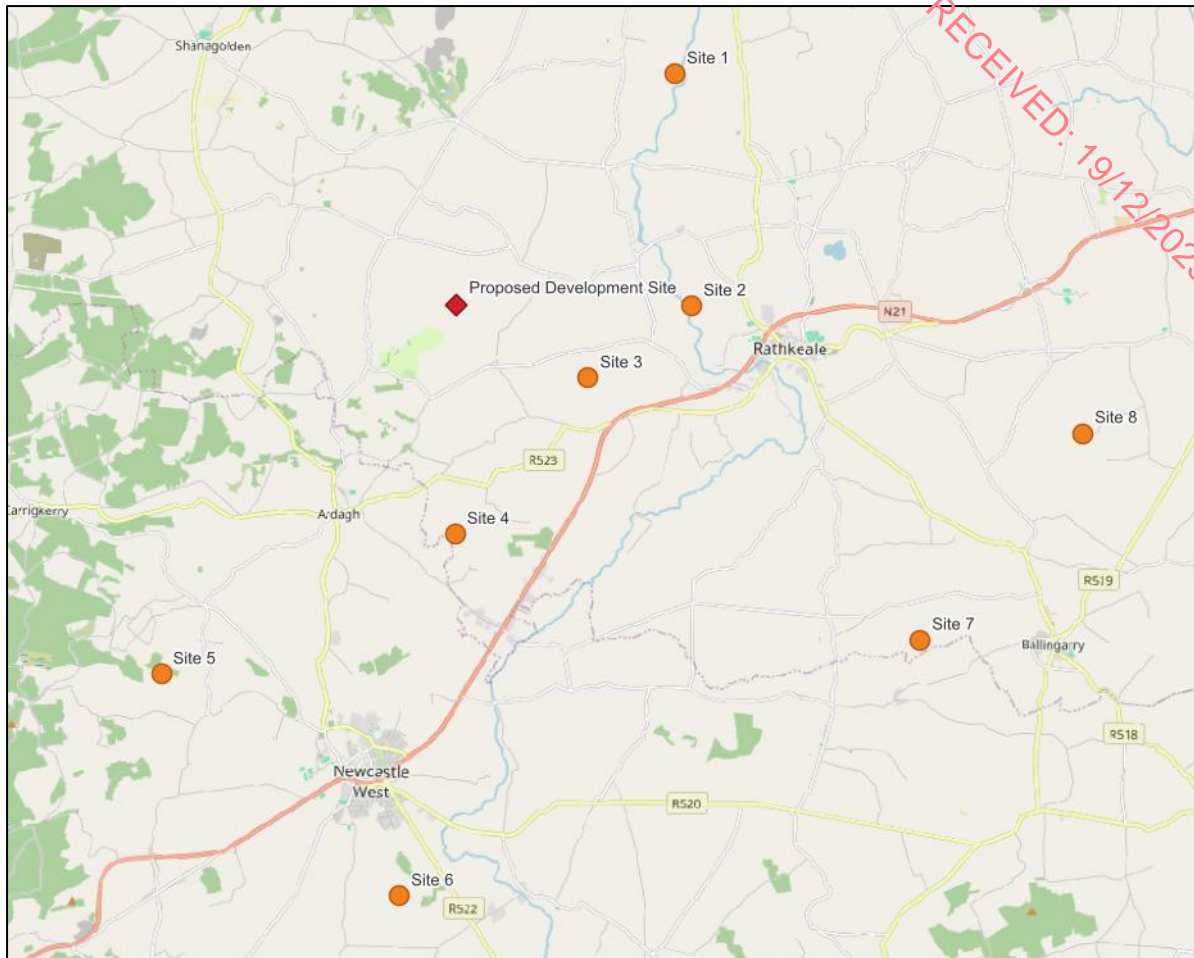 RECEIVED: 19/12/2023
Shanagolden
Site 1
Proposed Development Site
Site 2
N21
Rathkeale
Site 3
Site 8
R523
Carrigkerry
Ardagh
Site 4
R519
Site 7
Ballingarry
Site 5
R518
Newcastle
West
R520
Site 6
R522